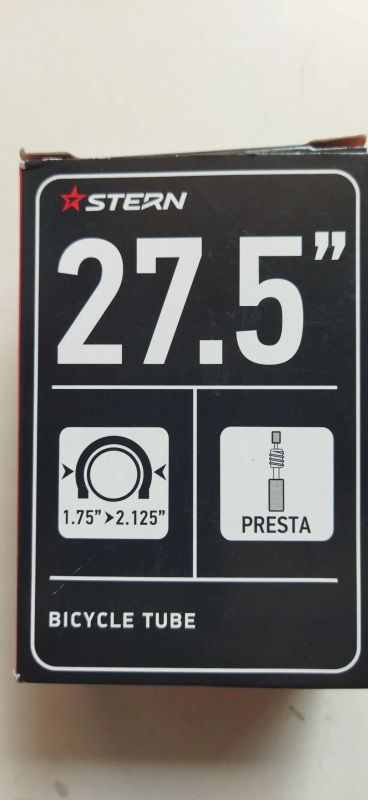 STERN
27.5”
1.75” > 2.125”
PRESTA
BICYCLE TUBE